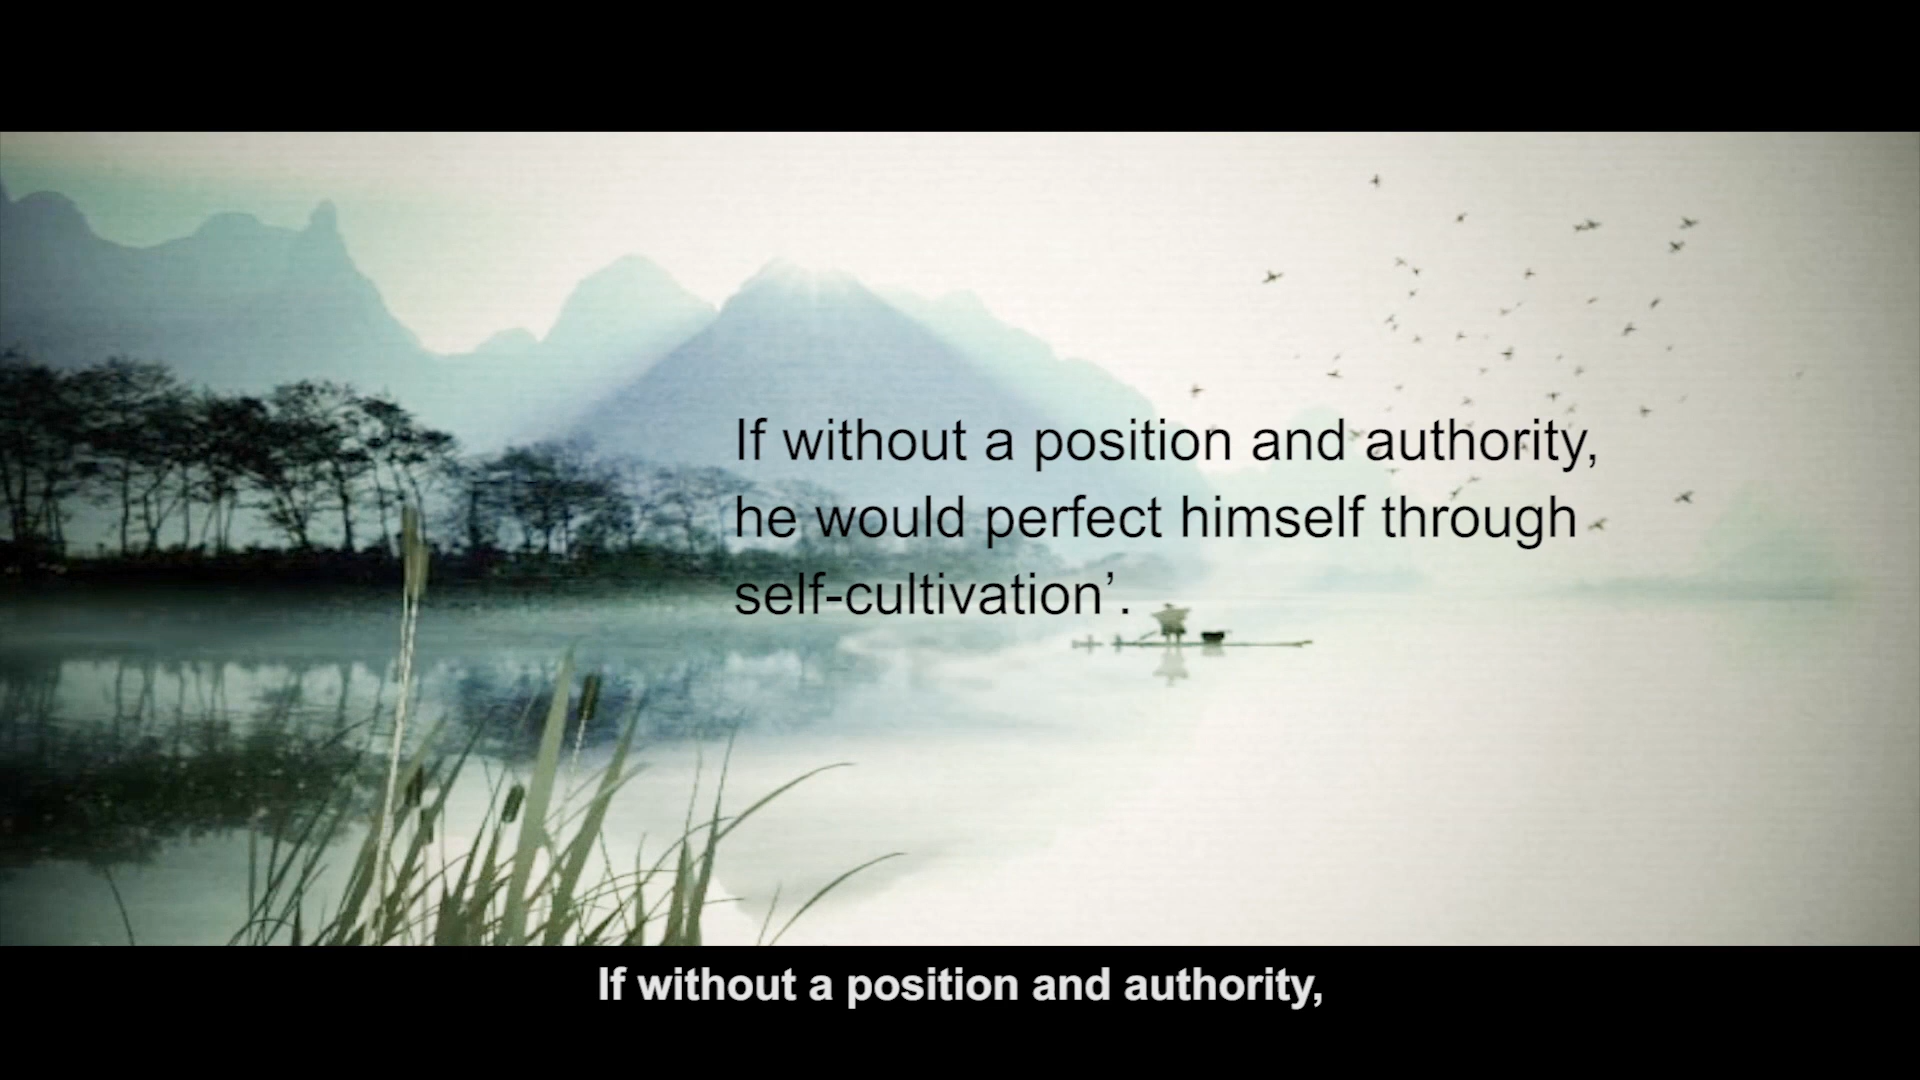 If without a position and authority,
he would perfect himself through
self-cultivation’.
If without a position and authority,